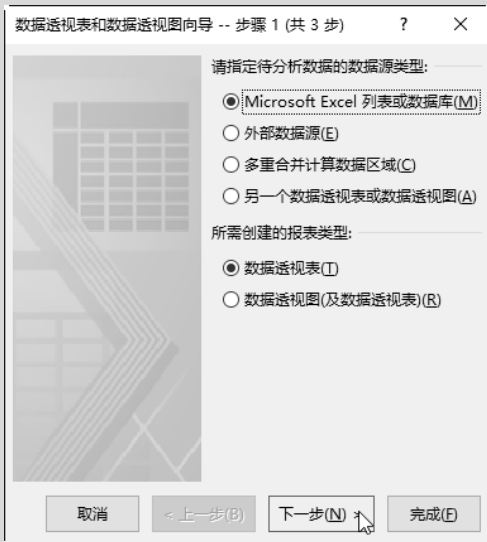 数据透视表和数据透视图向导 -- 步骤 1 (共 3 步) ? ×
请指定待分析数据的数据源类型:
Microsoft Excel 列表或数据库(M)
外部数据源(E)
多重合并计算数据区域(C)
另一个数据透视表或数据透视图(A)
所需创建的报表类型:
数据透视表(T)
数据透视图(及数据透视表)(R)
取消 < 上一步(B) 下一步(N) > 完成(F)